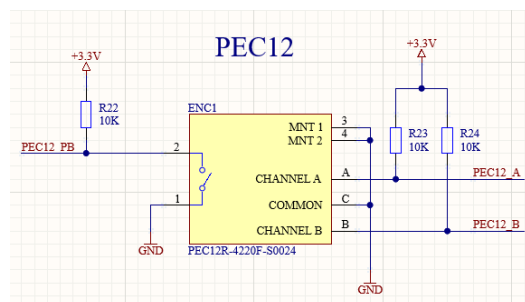 PEC12
+3.3V
+3.3V
R22
10K
ENC1
MNT 1
3
MNT 2
4
R23
10K
R24
10K
PEC12_PB
2
CHANNEL A
A
PEC12_A
1
COMMON
C
CHANNEL B
B
PEC12_B
GND
PEC12R-4220F-S0024
GND